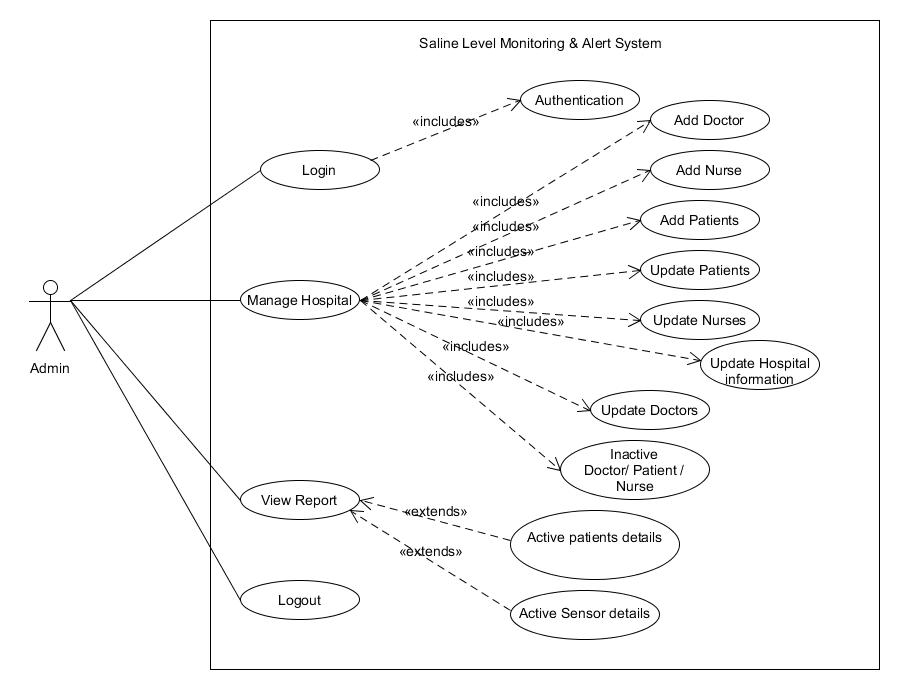 Saline Level Monitoring & Alert System
Authentication
«includes»
Add Doctor
Login
Add Nurse
«includes»
Add Patients
«includes»
«includes»
Update Patients
«includes»
Manage Hospital
«includes»
Update Nurses
«includes»
«includes»
Update Hospital
information
Admin
«includes»
Update Doctors
Inactive
Doctor/ Patient /
Nurse
View Report
«extends»
Active patients details
«extends»
Logout
Active Sensor details